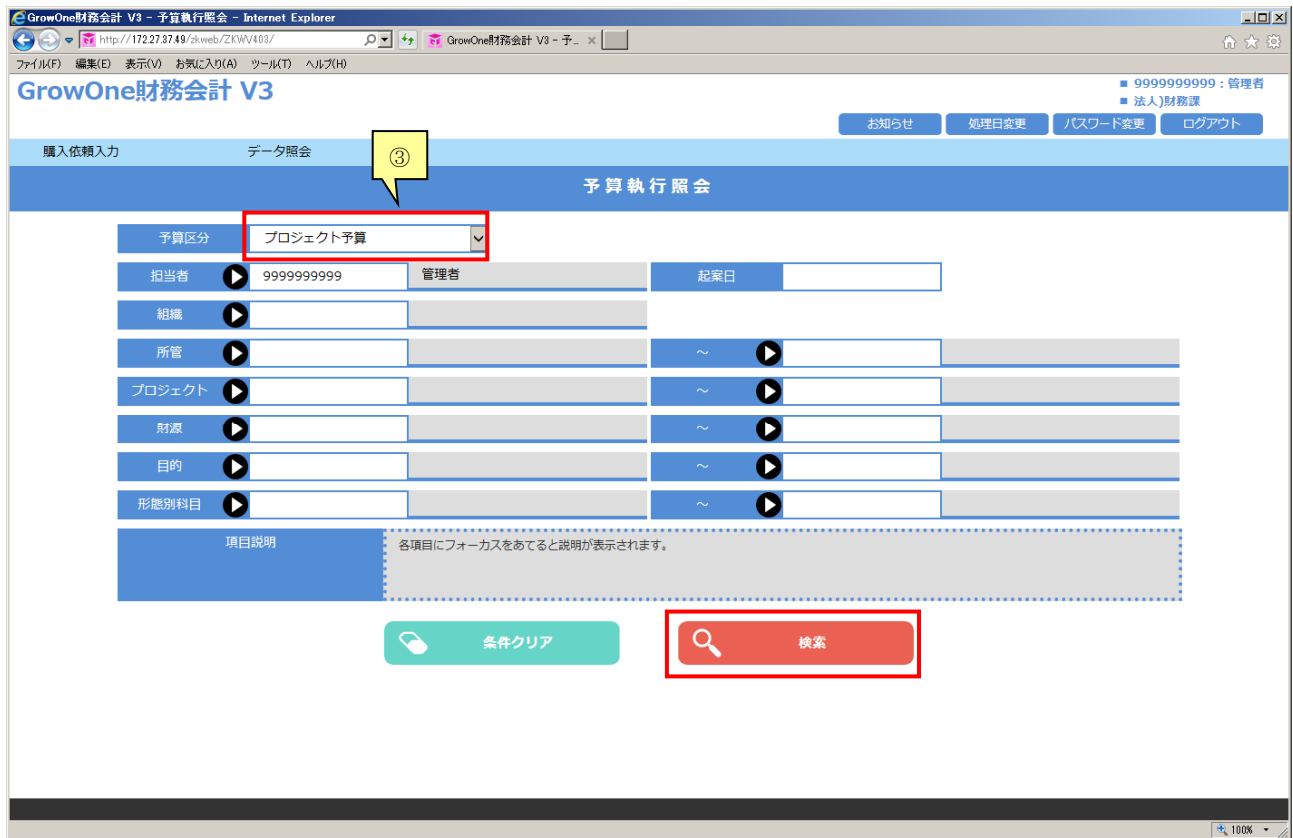 GrowOne財務会計 V3 - 予算執行照会 - Internet Explorer
http://172.27.37.49/zkweb/ZKWV403/
GrowOne財務会計 V3 - 予...
ファイル(F) 編集(E) 表示(V) お気に入り(A) ツール(T) ヘルプ(H)
GrowOne財務会計 V3
■ 9999999999:管理者
■ 法人)財務課
お知らせ 処理日変更 パスワード変更 ログアウト
購入依頼入力 データ照会
③
予算執行照会
予算区分 プロジェクト予算
担当者 9999999999 管理者 起案日
組織
所管 ～
プロジェクト ～
財源 ～
目的 ～
形態別科目 ～
項目説明 各項目にフォーカスをあてると説明が表示されます。
条件クリア 検索
100%